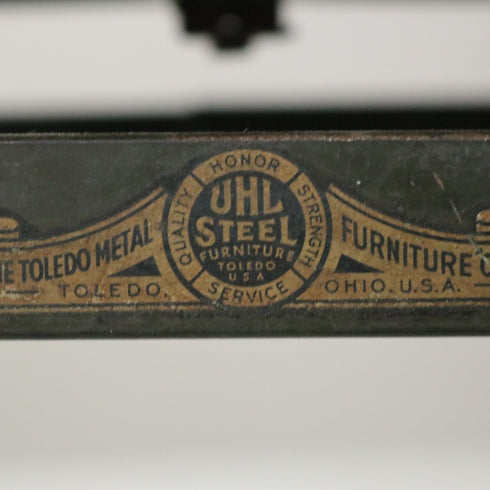 HONOR
QUALITY
STRENGTH
SERVICE
UHL
STEEL
FURNITURE
TOLEDO
U S A
TOLEDO METAL FURNITURE
TOLEDO, OHIO. U.S.A.